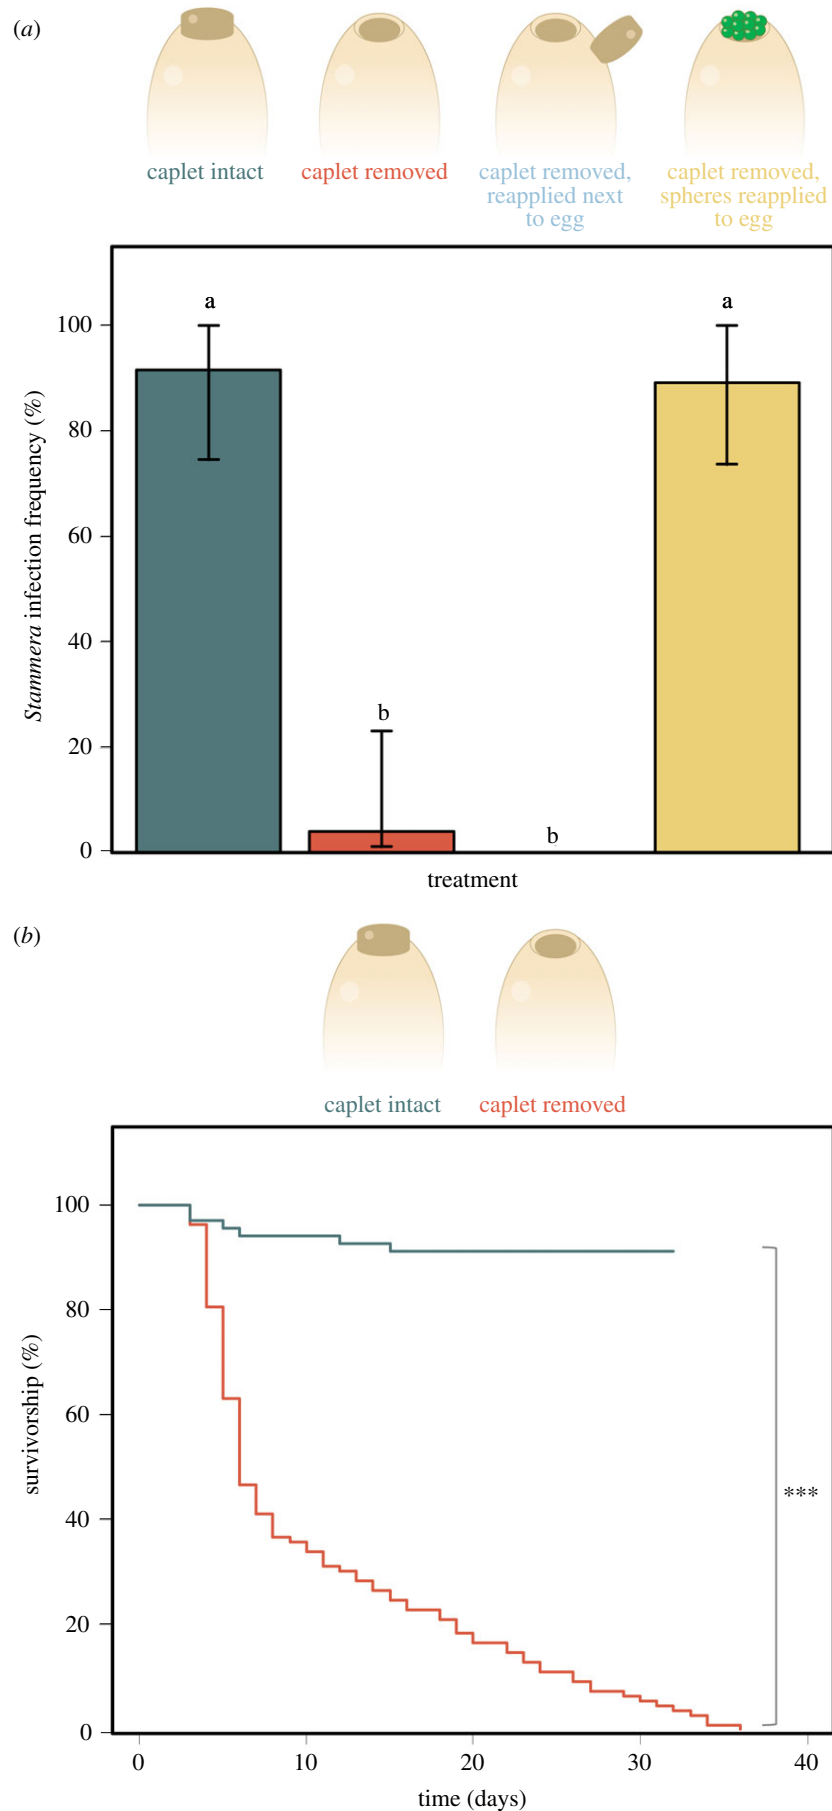 (a)
caplet intact
caplet removed
caplet removed,
reapplied next
to egg
caplet removed,
spheres reapplied
to egg
Stammera infection frequency (%)
100
80
60
40
20
0
a
b
b
a
treatment
(b)
caplet intact
caplet removed
survivorship (%)
100
80
60
40
20
0
***
0
10
20
30
40
time (days)